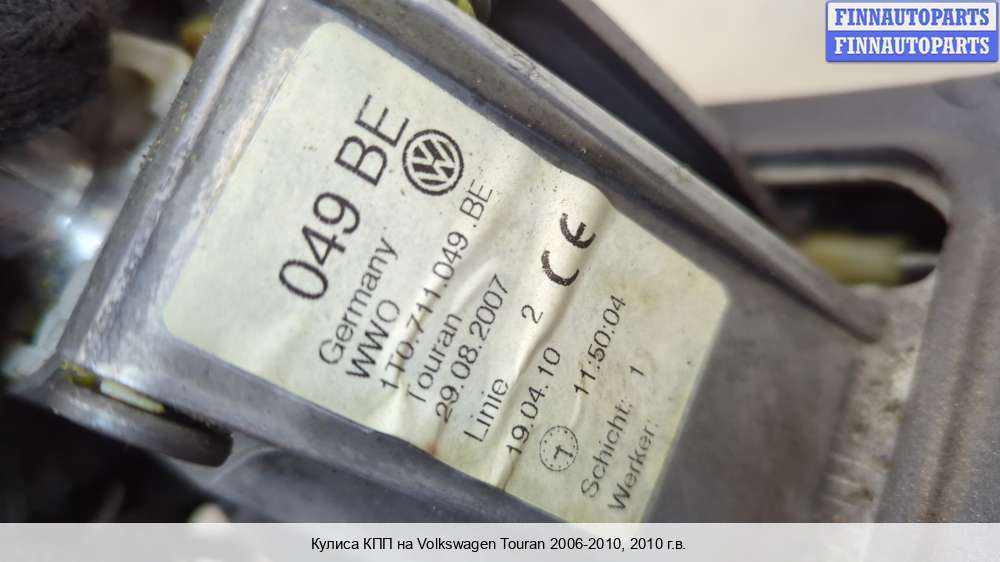 FINNAUTOPARTS
FINNAUTOPARTS
049 BE
Germany
WWO
1T0.711.049 .BE
Touran
29.08.2007
Linie 2
19.04.10 11:50:04
Schicht: 1
Werker:
Кулиса КПП на Volkswagen Touran 2006-2010, 2010 г.в.